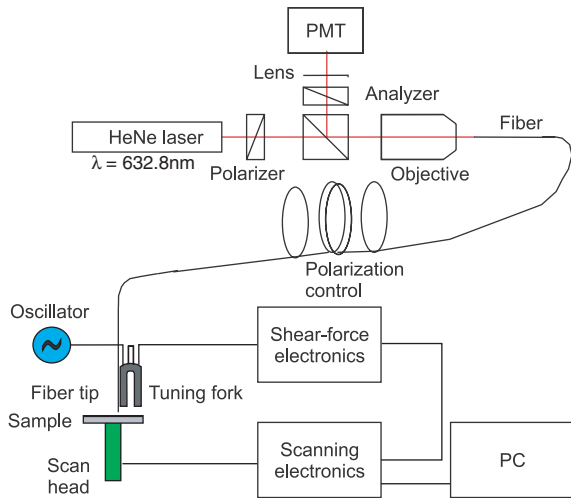 PMT
Lens
Analyzer
HeNe laser
λ = 632.8nm
Polarizer
Objective
Fiber
Polarization
control
Oscillator
Shear-force
electronics
Fiber tip
Tuning fork
Sample
Scan
head
Scanning
electronics
PC